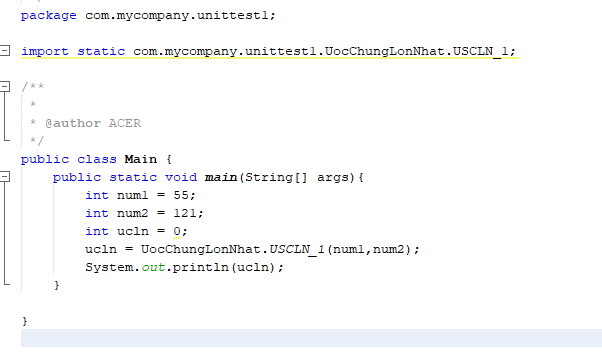 package com.mycompany.unittest1;
import static com.mycompany.unittest1.UocChungLonNhat.USCLN_1;
/**
*
* @author ACER
*/
public class Main {
public static void main(String[] args){
int num1 = 55;
int num2 = 121;
int ucln = 0;
ucln = UocChungLonNhat.USCLN_1(num1,num2);
System.out.println(ucln);
}
}